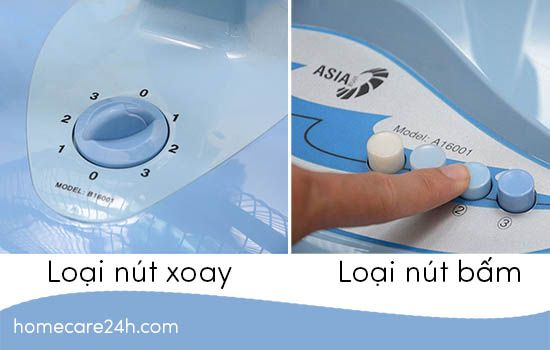 0
3 1
2 2
1 3
0
MODEL: B16001
ASIA
Model: A16001
②
③
Loại nút xoay
Loại nút bấm
homecare24h.com